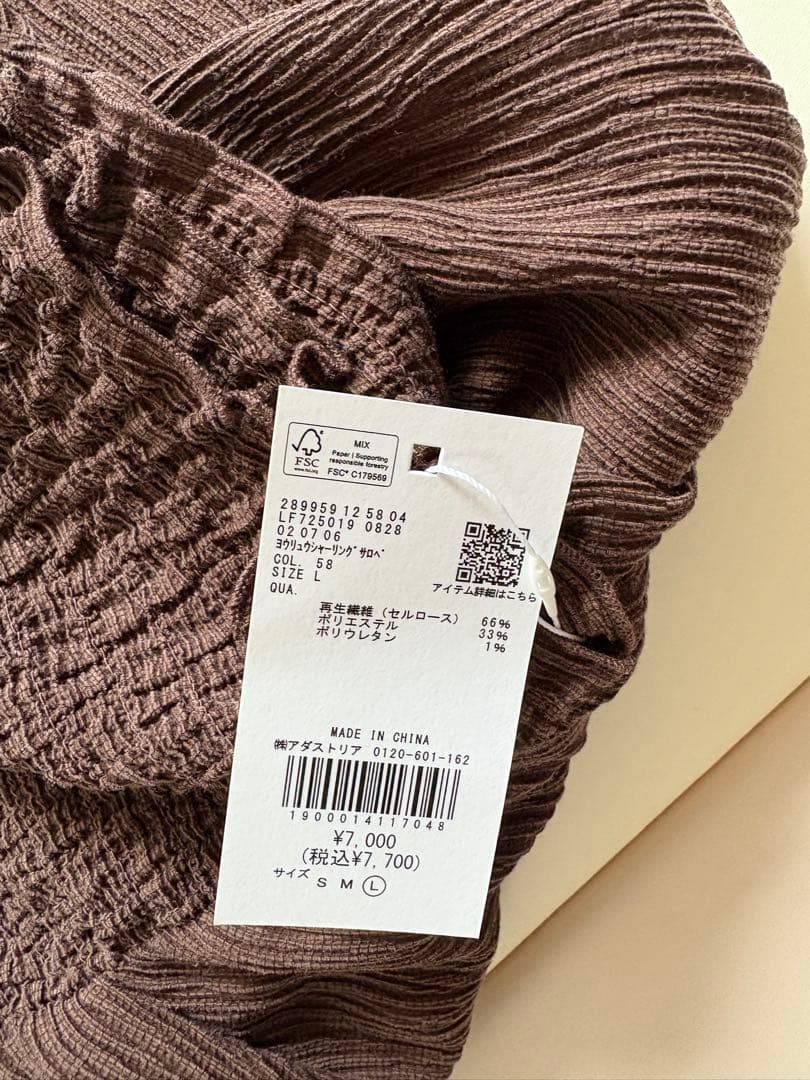 FSC
www.fsc.org
MIX
Paper | Supporting
responsible forestry
FSC® C179569
289959 12 58 04
LF725019 0828
02 07 06
ﾖｳﾘｭｳｼｬｰﾘﾝｸﾞｻﾛﾍﾟ
COL. 58
SIZE L
QUA.
アイテム詳細はこちら
再生繊維（セルロース） 66%
ポリエステル 33%
ポリウレタン 1%
MADE IN CHINA
㈱アダストリア 0120-601-162
1900014117048
¥7,000
(税込¥7,700)
サイズ S M L